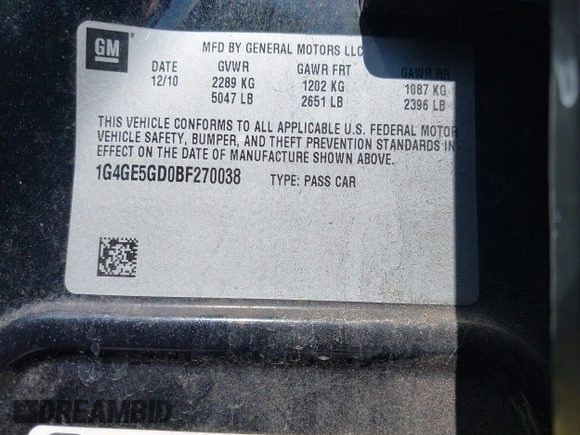 GM
MFD BY GENERAL MOTORS LLC
DATE GVWR GAWR FRT GAWR RR
12/10 2289 KG 1202 KG 1087 KG
5047 LB 2651 LB 2396 LB
THIS VEHICLE CONFORMS TO ALL APPLICABLE U.S. FEDERAL MOTOR
VEHICLE SAFETY, BUMPER, AND THEFT PREVENTION STANDARDS IN
EFFECT ON THE DATE OF MANUFACTURE SHOWN ABOVE.
1G4GE5GD0BF270038 TYPE: PASS CAR
DREAMBID